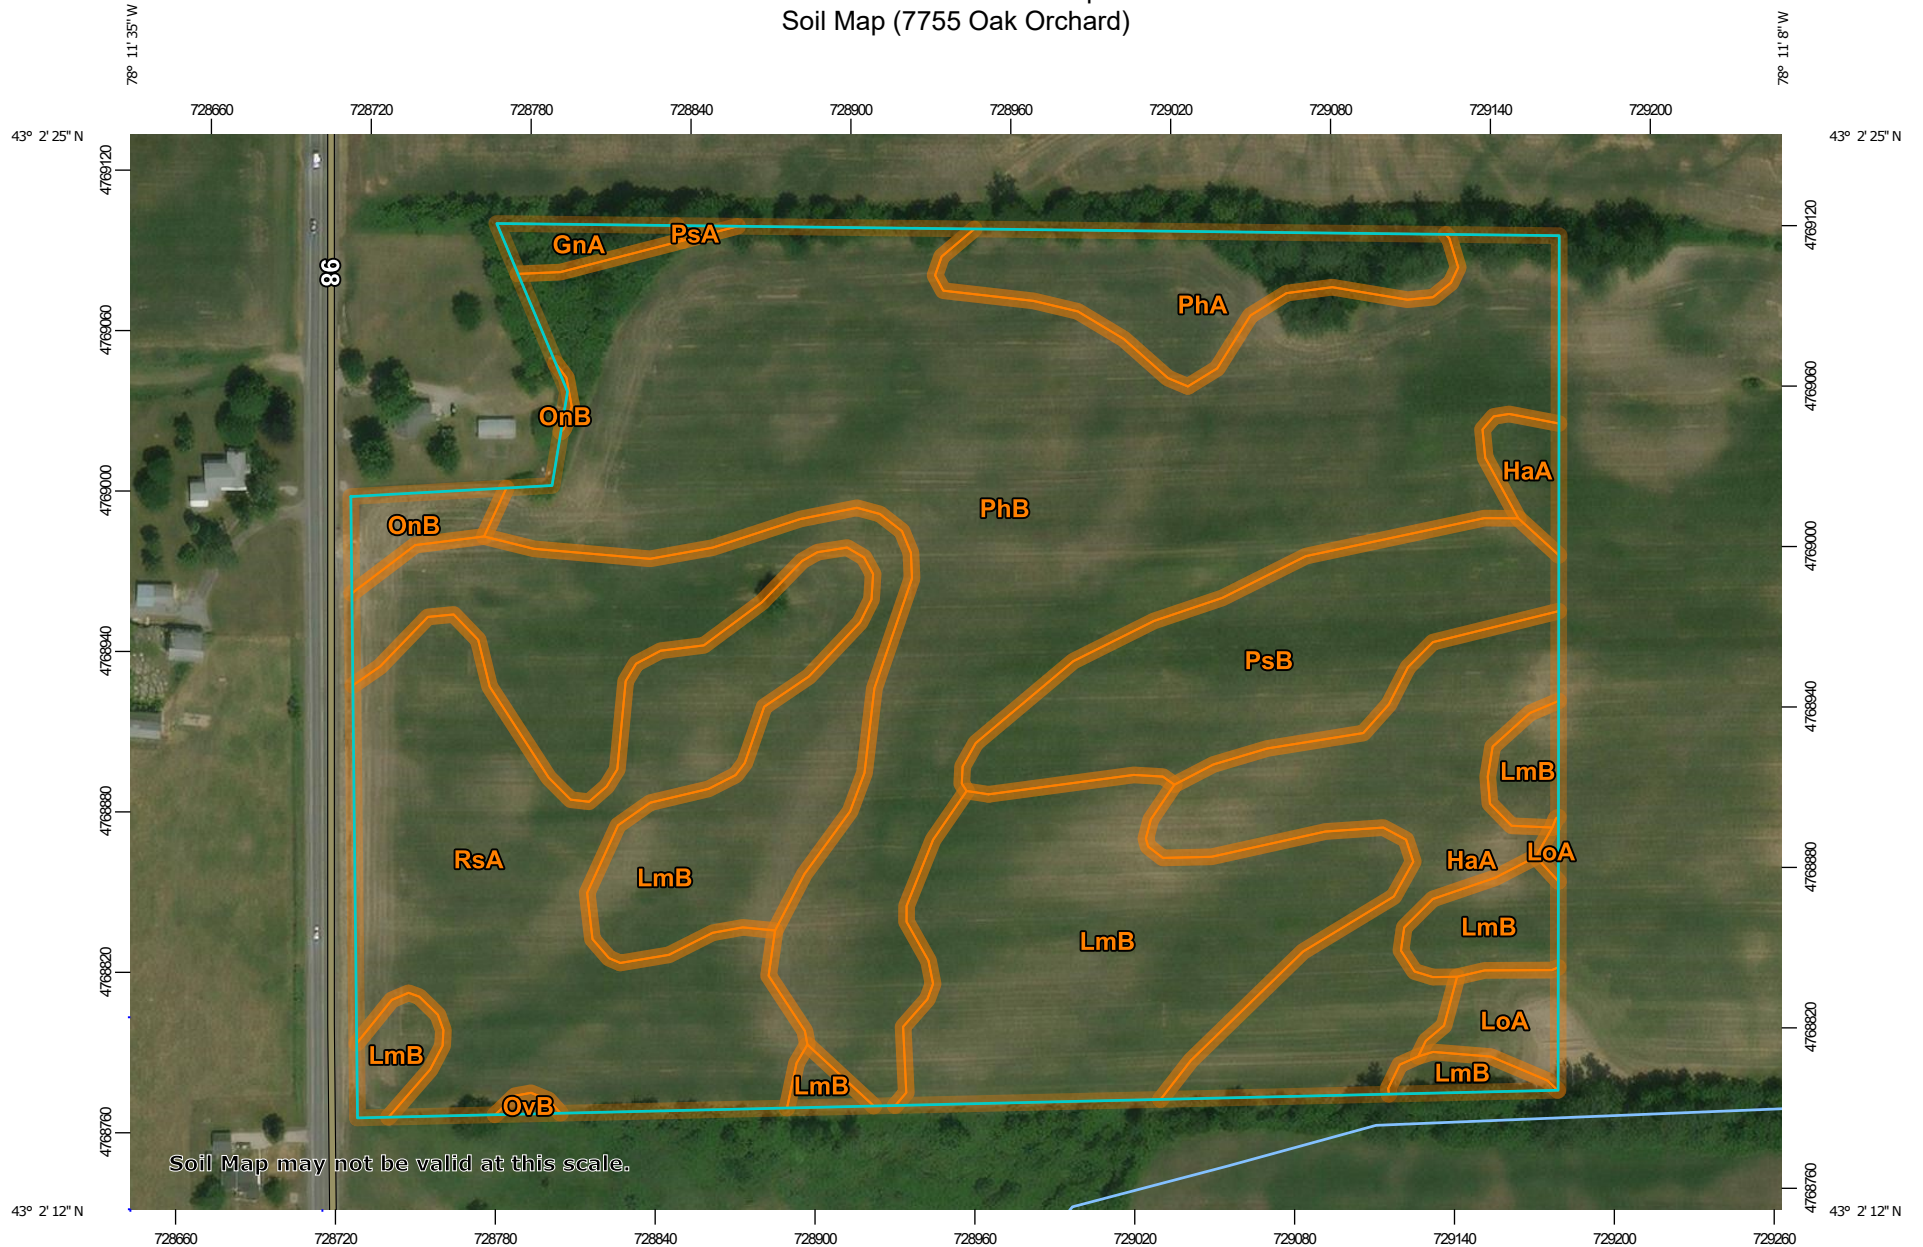 Soil Map (7755 Oak Orchard)
78° 11' 35'' W
78° 11' 8'' W
728660 728720 728780 728840 728900 728960 729020 729080 729140 729200
43° 2' 25'' N
43° 2' 25'' N
4769120
4769060
4769000
4768940
4768880
4768820
4768760
4769120
4769060
4769000
4768940
4768880
4768820
4768760
98
GnA
PsA
PhA
OnB
HaA
PhB
OnB
PsB
LmB
LoA
HaA
RsA
LmB
LmB
LmB
LoA
LmB
LmB
LmB
OvB
Soil Map may not be valid at this scale.
43° 2' 12'' N
43° 2' 12'' N
728660 728720 728780 728840 728900 728960 729020 729080 729140 729200 729260